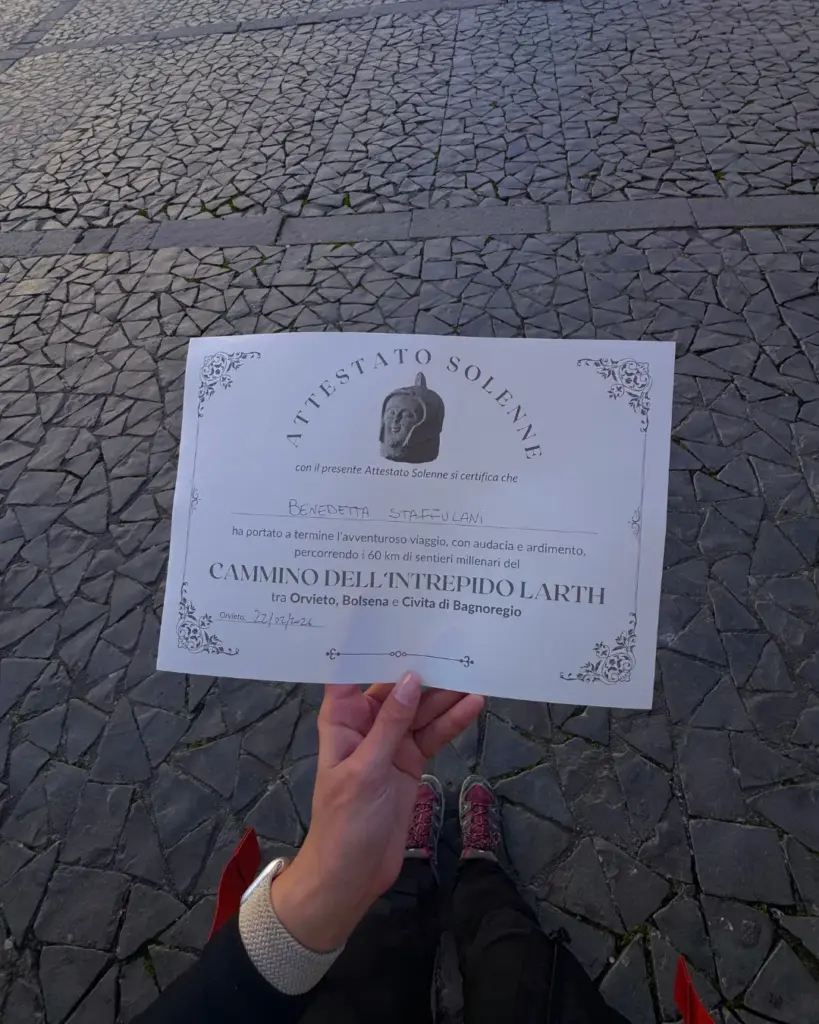 ATTESTATO SOLENNE
con il presente Attestato Solenne si certifica che
BENEDETTA STAFFULANI
ha portato a termine l'avventuroso viaggio, con audacia e ardimento,
percorrendo i 60 km di sentieri millenari del
CAMMINO DELL'INTREPIDO LARTH
tra Orvieto, Bolsena e Civita di Bagnoregio
Orvieto,